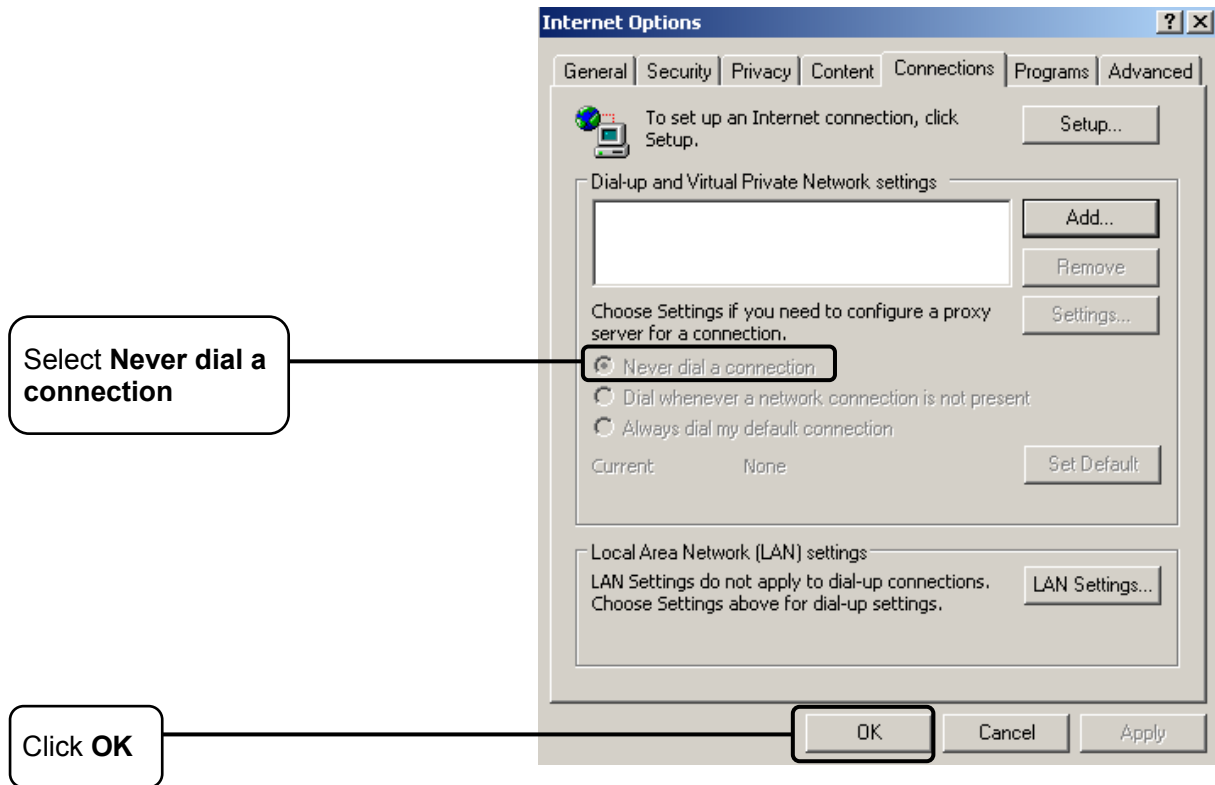 Internet Options
General Security Privacy Content Connections Programs Advanced
To set up an Internet connection, click
Setup.
Setup...
Dial-up and Virtual Private Network settings
Add...
Remove
Choose Settings if you need to configure a proxy
server for a connection.
Settings...
Select Never dial a
connection
Never dial a connection
Dial whenever a network connection is not present
Always dial my default connection
Current None
Set Default
Local Area Network (LAN) settings
LAN Settings do not apply to dial-up connections.
Choose Settings above for dial-up settings.
LAN Settings...
Click OK
OK Cancel Apply